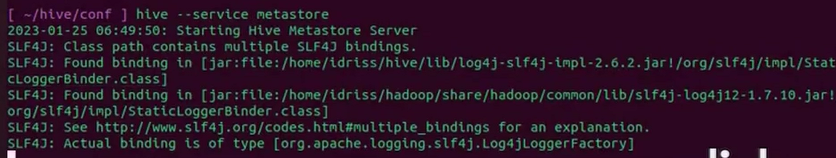 [ ~/hive/conf ] hive --service metastore
2023-01-25 06:49:50: Starting Hive Metastore Server
SLF4J: Class path contains multiple SLF4J bindings.
SLF4J: Found binding in [jar:file:/home/idriss/hive/lib/log4j-slf4j-impl-2.6.2.jar!/org/slf4j/impl/Stat
cLoggerBinder.class]
SLF4J: Found binding in [jar:file:/home/idriss/hadoop/share/hadoop/common/lib/slf4j-log4j12-1.7.10.jar!
org/slf4j/impl/StaticLoggerBinder.class]
SLF4J: See http://www.slf4j.org/codes.html#multiple_bindings for an explanation.
SLF4J: Actual binding is of type [org.apache.logging.slf4j.Log4jLoggerFactory]